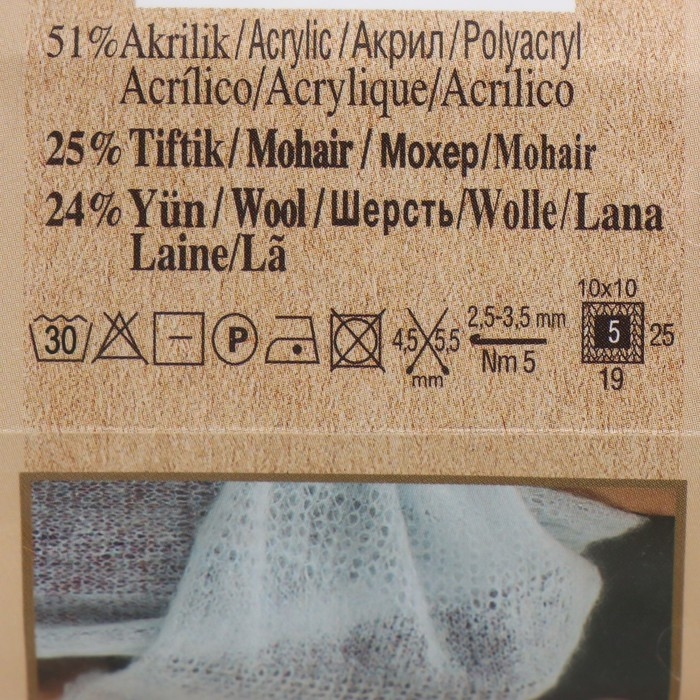 51% Akrilik/Acrylic/Акрил/Polyacryl
Acrílico/Acrylique/Acrilico
25% Tiftik/Mohair/Мохер/Mohair
24% Yün/Wool/Шерсть/Wolle/Lana
Laine/Lã
10x10
30 P 4,5 5,5 2,5-3,5 mm 5 25
mm Nm 5 19